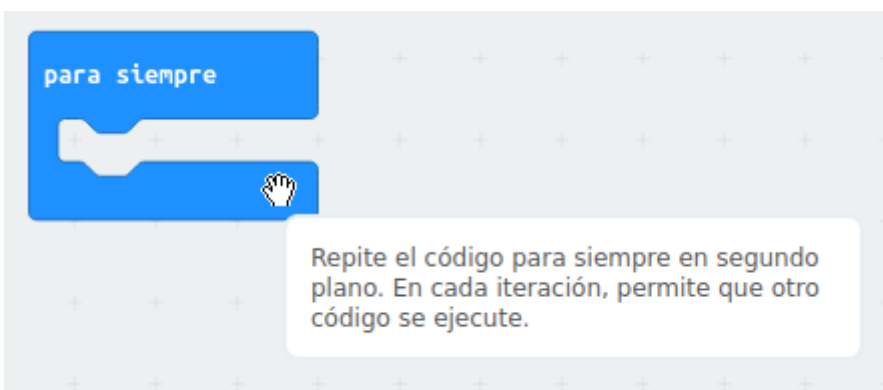 para siempre
Repite el código para siempre en segundo
plano. En cada iteración, permite que otro
código se ejecute.